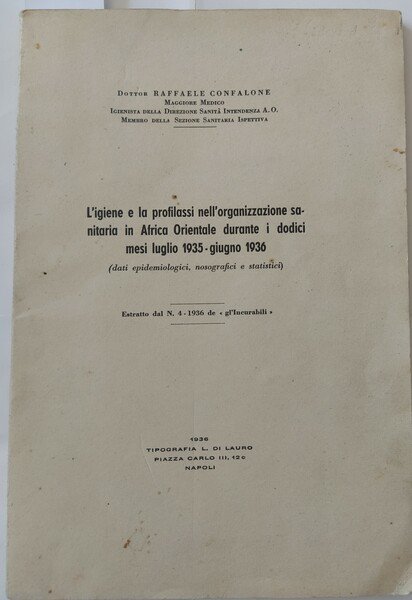 Dottor RAFFAELE CONFALONE
Maggiore Medico
Igienista della Direzione Sanità Intendenza A. O.
Membro della Sezione Sanitaria Ispettiva
L'igiene e la profilassi nell'organizzazione sa-
nitaria in Africa Orientale durante i dodici
mesi luglio 1935 - giugno 1936
(dati epidemiologici, nosografici e statistici)
Estratto dal N. 4 - 1936 de « gl'Incurabili »
1936
TIPOGRAFIA L. DI LAURO
PIAZZA CARLO III, 42 c
NAPOLI